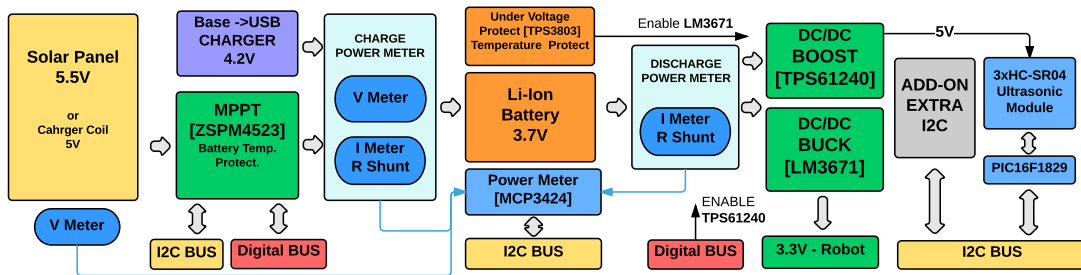 Solar Panel
5.5V
or
Cahrger Coil
5V
V Meter
Base ->USB
CHARGER
4.2V
MPPT
[ZSPM4523]
Battery Temp.
Protect.
I2C BUS
Digital BUS
CHARGE
POWER METER
V Meter
I Meter
R Shunt
Under Voltage
Protect [TPS3803]
Temperature Protect
Li-Ion
Battery
3.7V
Power Meter
[MCP3424]
I2C BUS
Enable LM3671
DISCHARGE
POWER METER
I Meter
R Shunt
ENABLE
TPS61240
Digital BUS
DC/DC
BOOST
[TPS61240]
DC/DC
BUCK
[LM3671]
3.3V - Robot
5V
ADD-ON
EXTRA
I2C
3xHC-SR04
Ultrasonic
Module
PIC16F1829
I2C BUS